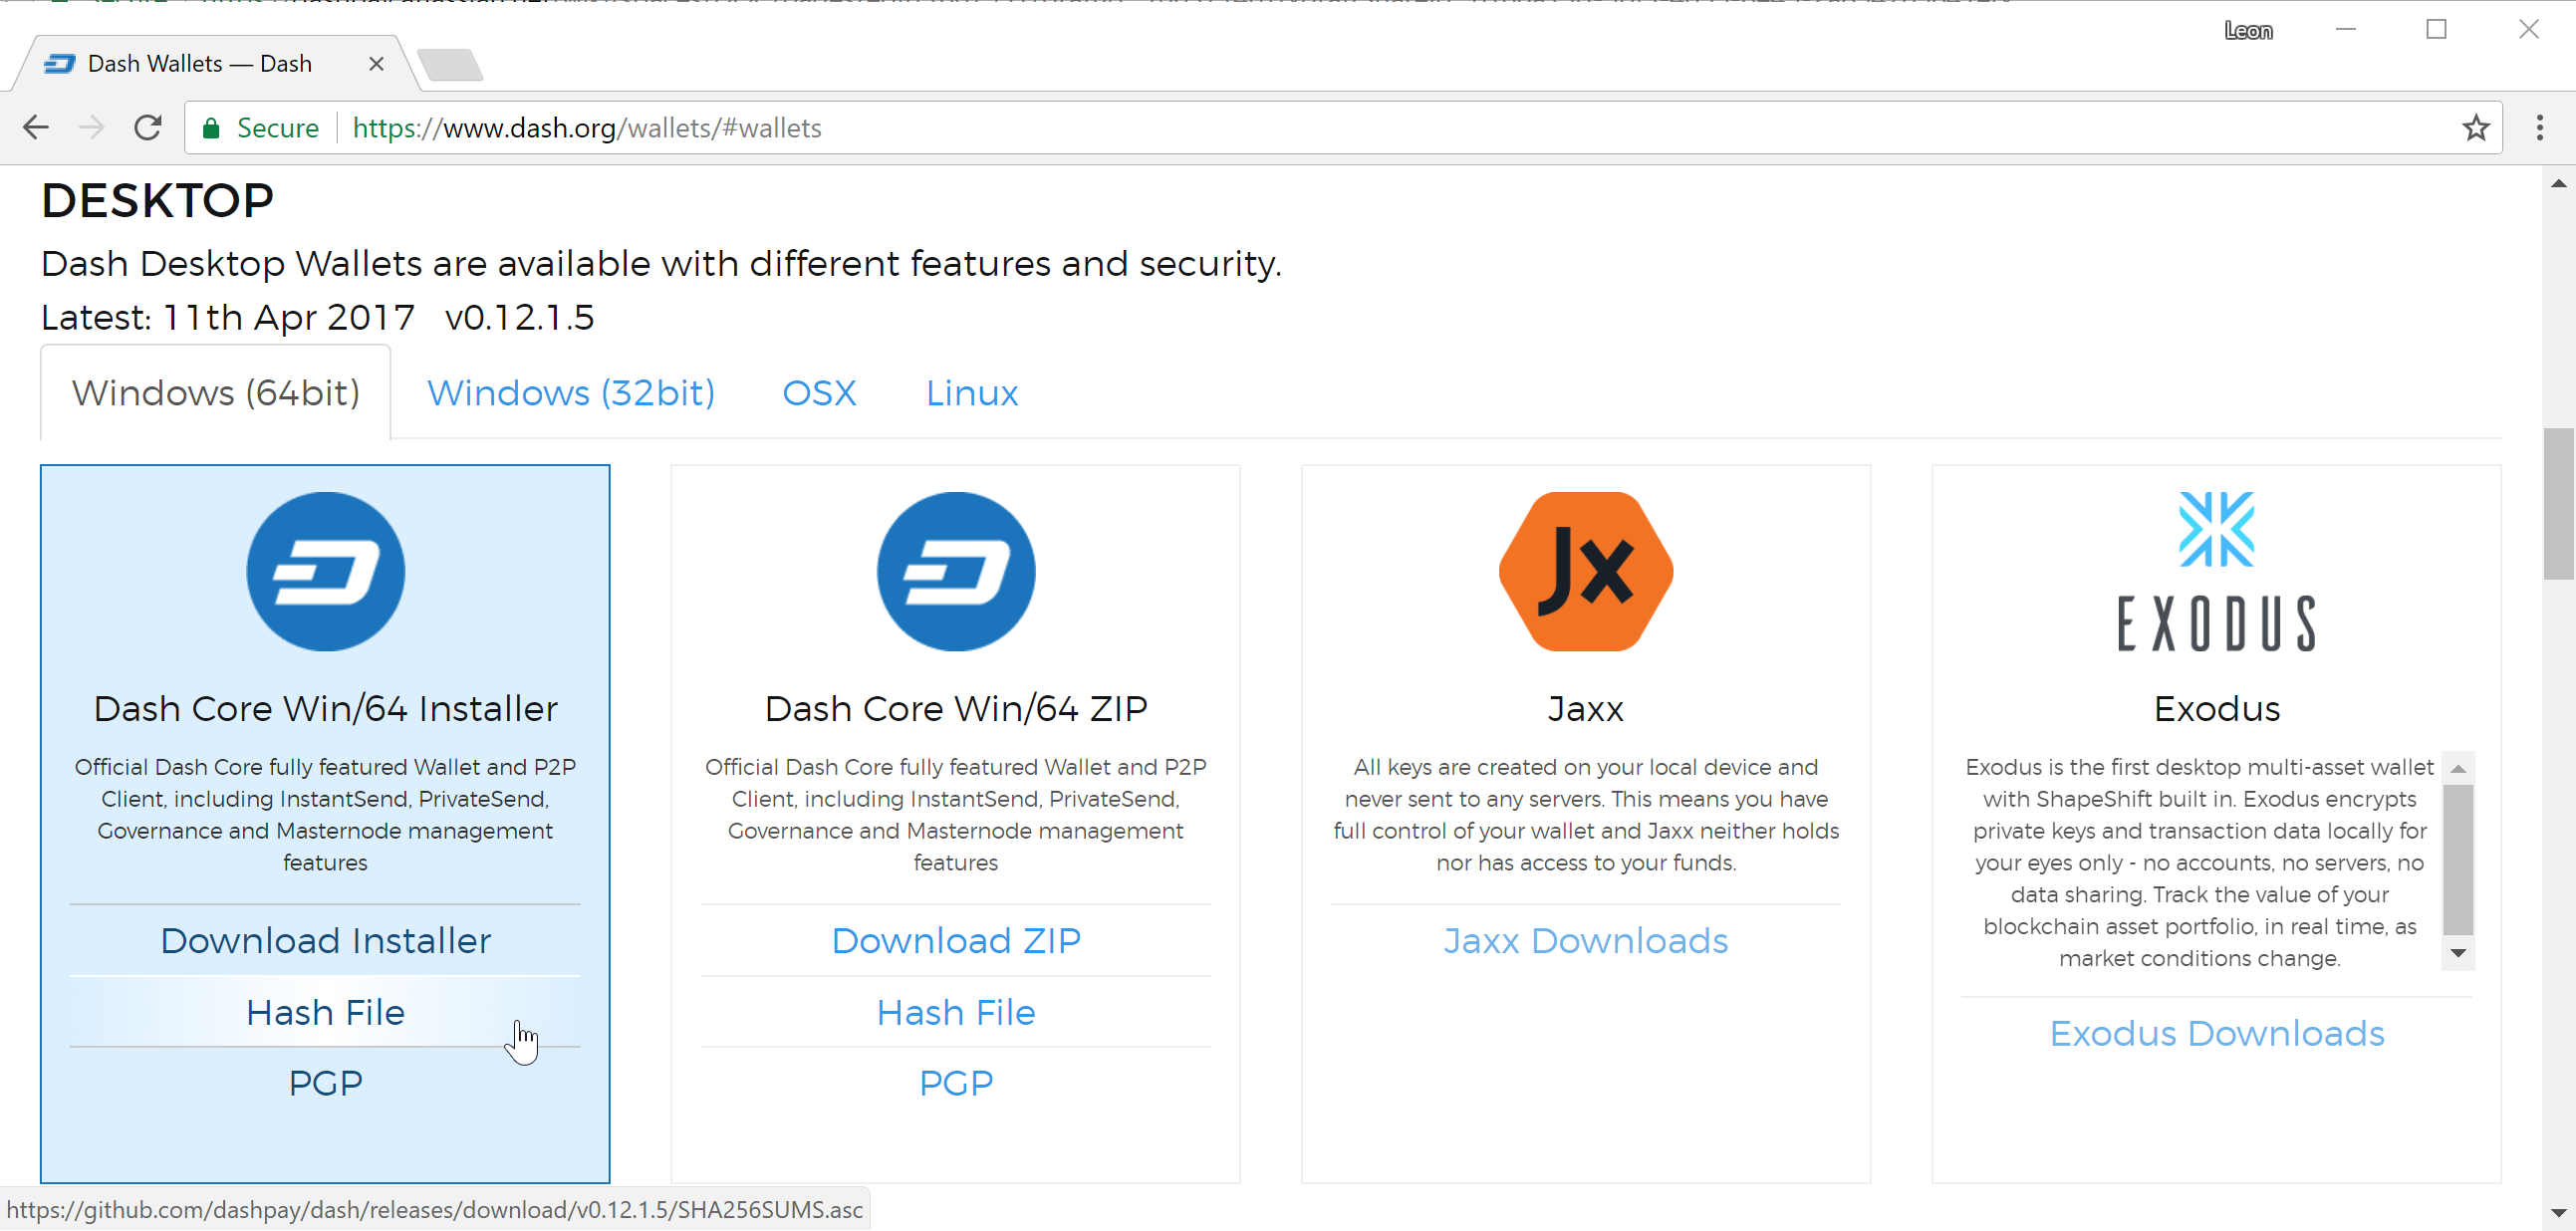 Leon
Dash Wallets — Dash
Secure
https://www.dash.org/wallets/#wallets
DESKTOP
Dash Desktop Wallets are available with different features and security.
Latest: 11th Apr 2017 v0.12.1.5
Windows (64bit)
Windows (32bit)
OSX
Linux
Dash Core Win/64 Installer
Official Dash Core fully featured Wallet and P2P
Client, including InstantSend, PrivateSend,
Governance and Masternode management
features
Download Installer
Hash File
PGP
Dash Core Win/64 ZIP
Official Dash Core fully featured Wallet and P2P
Client, including InstantSend, PrivateSend,
Governance and Masternode management
features
Download ZIP
Hash File
PGP
Jx
Jaxx
All keys are created on your local device and
never sent to any servers. This means you have
full control of your wallet and Jaxx neither holds
nor has access to your funds.
Jaxx Downloads
EXODUS
Exodus
Exodus is the first desktop multi-asset wallet
with ShapeShift built in. Exodus encrypts
private keys and transaction data locally for
your eyes only - no accounts, no servers, no
data sharing. Track the value of your
blockchain asset portfolio, in real time, as
market conditions change.
Exodus Downloads
https://github.com/dashpay/dash/releases/download/v0.12.1.5/SHA256SUMS.asc